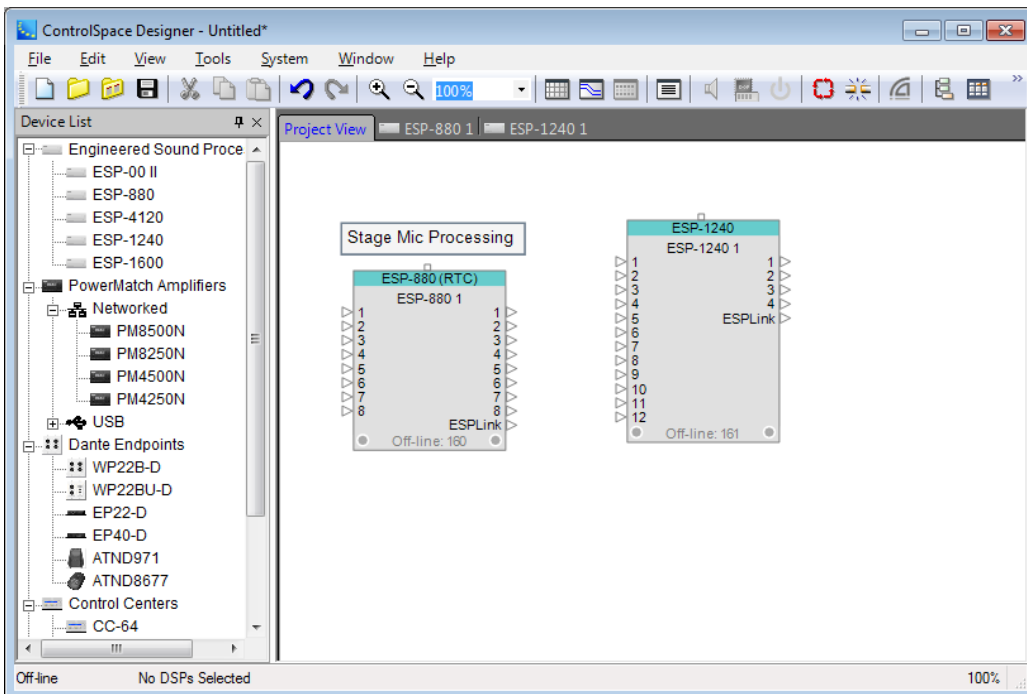 ControlSpace Designer - Untitled*
File Edit View Tools System Window Help
100%
Device List
Project View ESP-880 1 ESP-1240 1
Engineered Sound Proce
ESP-00 II
ESP-880
ESP-4120
ESP-1240
ESP-1600
PowerMatch Amplifiers
Networked
PM8500N
PM8250N
PM4500N
PM4250N
USB
Dante Endpoints
WP22B-D
WP22BU-D
EP22-D
EP40-D
ATND971
ATND8677
Control Centers
CC-64
Stage Mic Processing
ESP-880 (RTC)
ESP-880 1
1 1
2 2
3 3
4 4
5 5
6 6
7 7
8 8
ESPLink
Off-line: 160
ESP-1240
ESP-1240 1
1 1
2 2
3 3
4 4
5 ESPLink
6
7
8
9
10
11
12
Off-line: 161
Off-line No DSPs Selected 100%